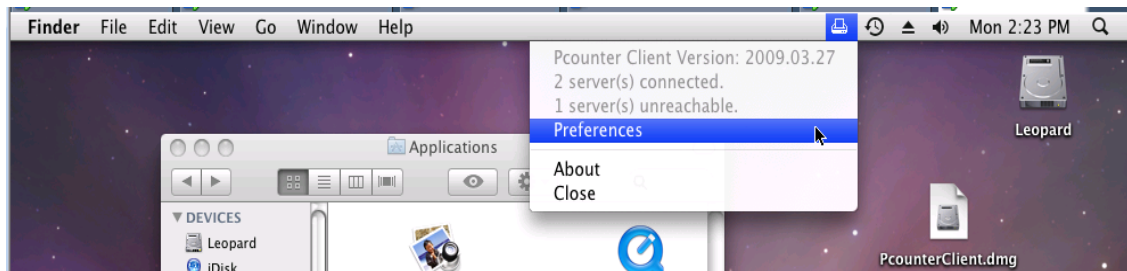 Finder File Edit View Go Window Help Mon 2:23 PM
Pcounter Client Version: 2009.03.27
2 server(s) connected.
1 server(s) unreachable.
Preferences
About
Close
Leopard
Applications
DEVICES
Leopard
iDisk
PcounterClient.dmg